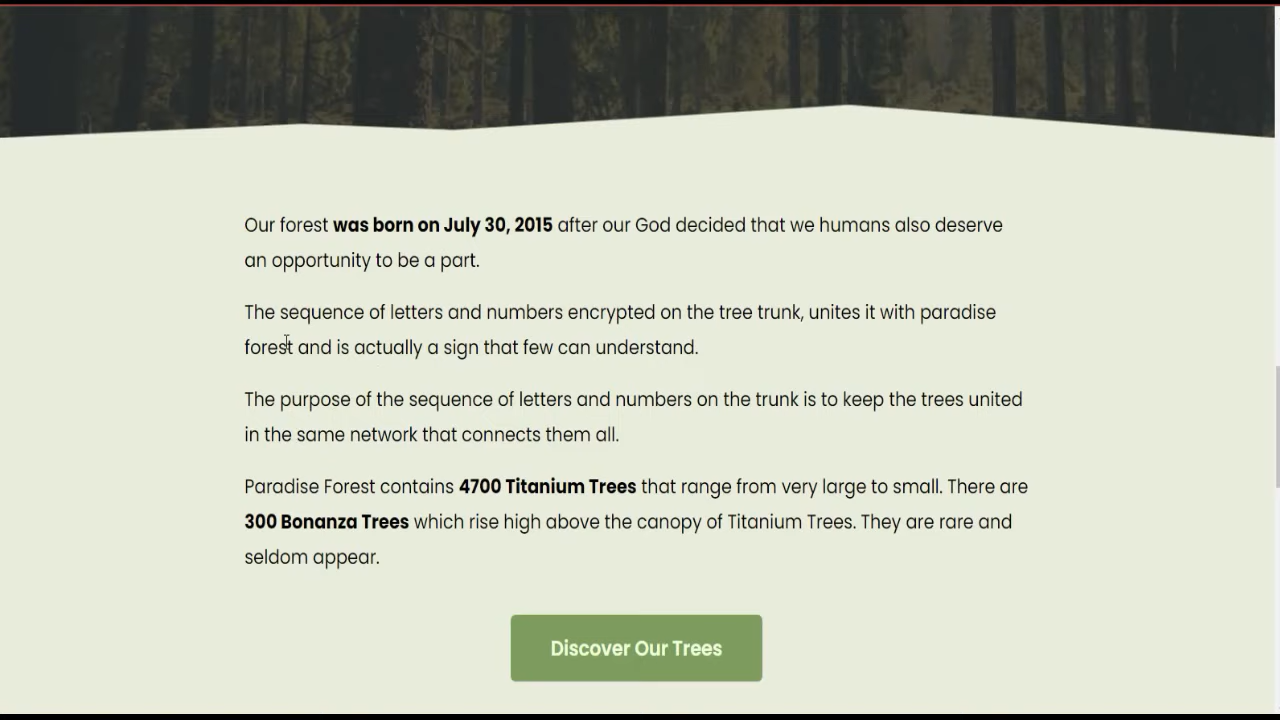 Our forest was born on July 30, 2015 after our God decided that we humans also deserve
an opportunity to be a part.
The sequence of letters and numbers encrypted on the tree trunk, unites it with paradise
forest and is actually a sign that few can understand.
The purpose of the sequence of letters and numbers on the trunk is to keep the trees united
in the same network that connects them all.
Paradise Forest contains 4700 Titanium Trees that range from very large to small. There are
300 Bonanza Trees which rise high above the canopy of Titanium Trees. They are rare and
seldom appear.
Discover Our Trees